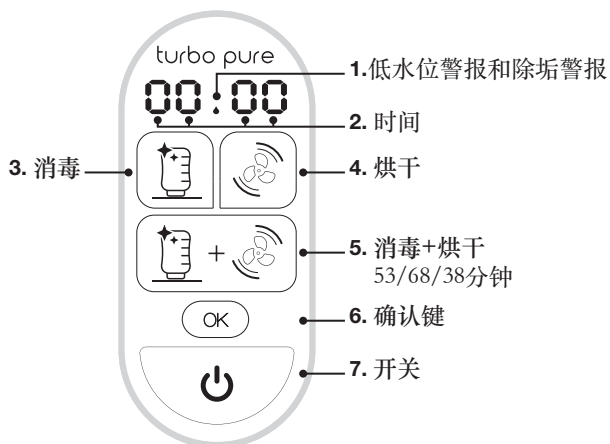 turbo pure
00:00
1.低水位警报和除垢警报
2. 时间
3. 消毒
4. 烘干
+
5. 消毒+烘干
53/68/38分钟
OK
6. 确认键
7. 开关